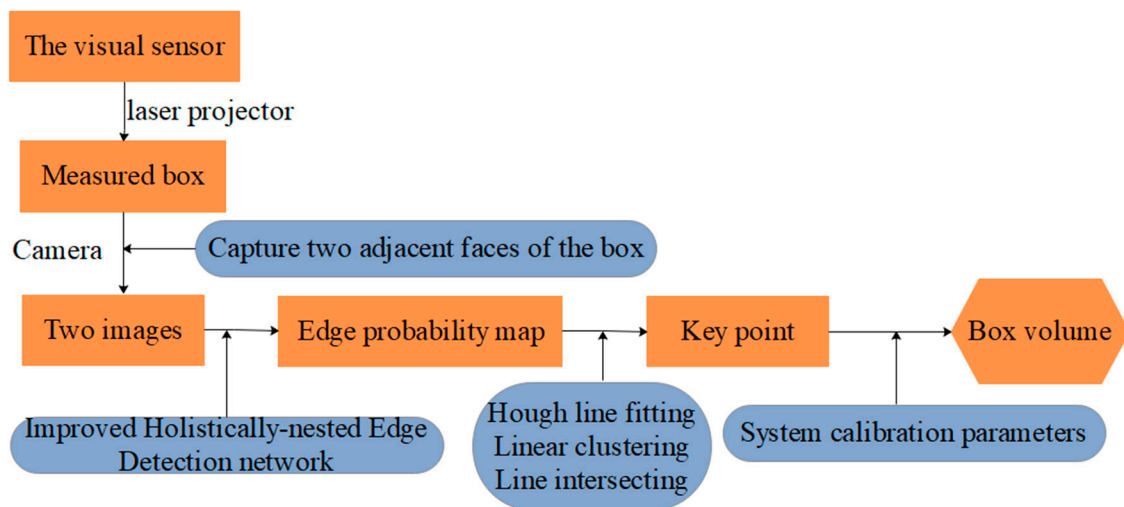 The visual sensor
laser projector
Measured box
Camera
Capture two adjacent faces of the box
Two images
Edge probability map
Key point
Box volume
Improved Holistically-nested Edge
Detection network
Hough line fitting
Linear clustering
Line intersecting
System calibration parameters